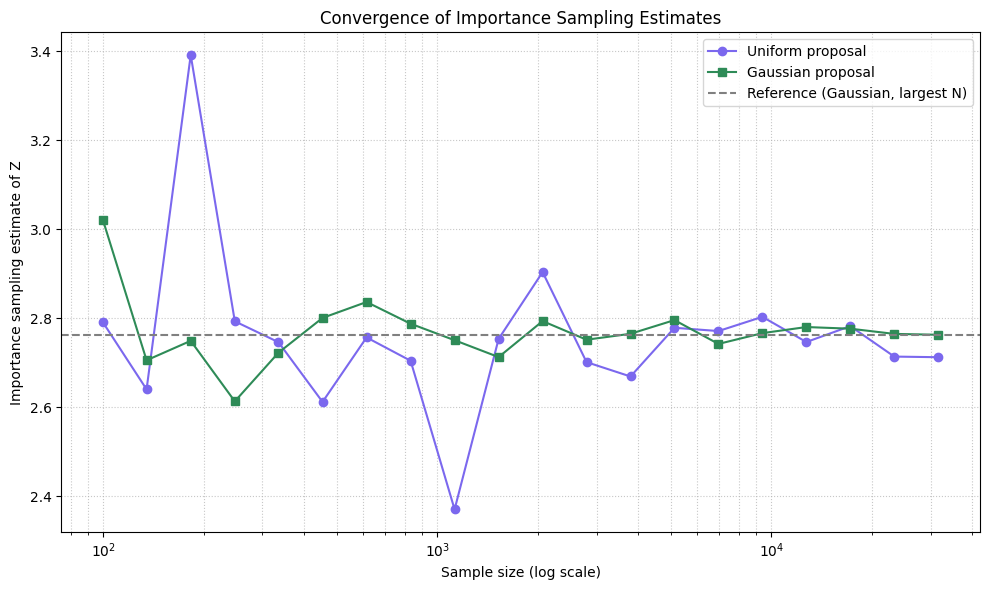 Convergence of Importance Sampling Estimates
Uniform proposal
Gaussian proposal
Reference (Gaussian, largest N)
Importance sampling estimate of Z
3.4
3.2
3.0
2.8
2.6
2.4
10² 10³ 10⁴
Sample size (log scale)